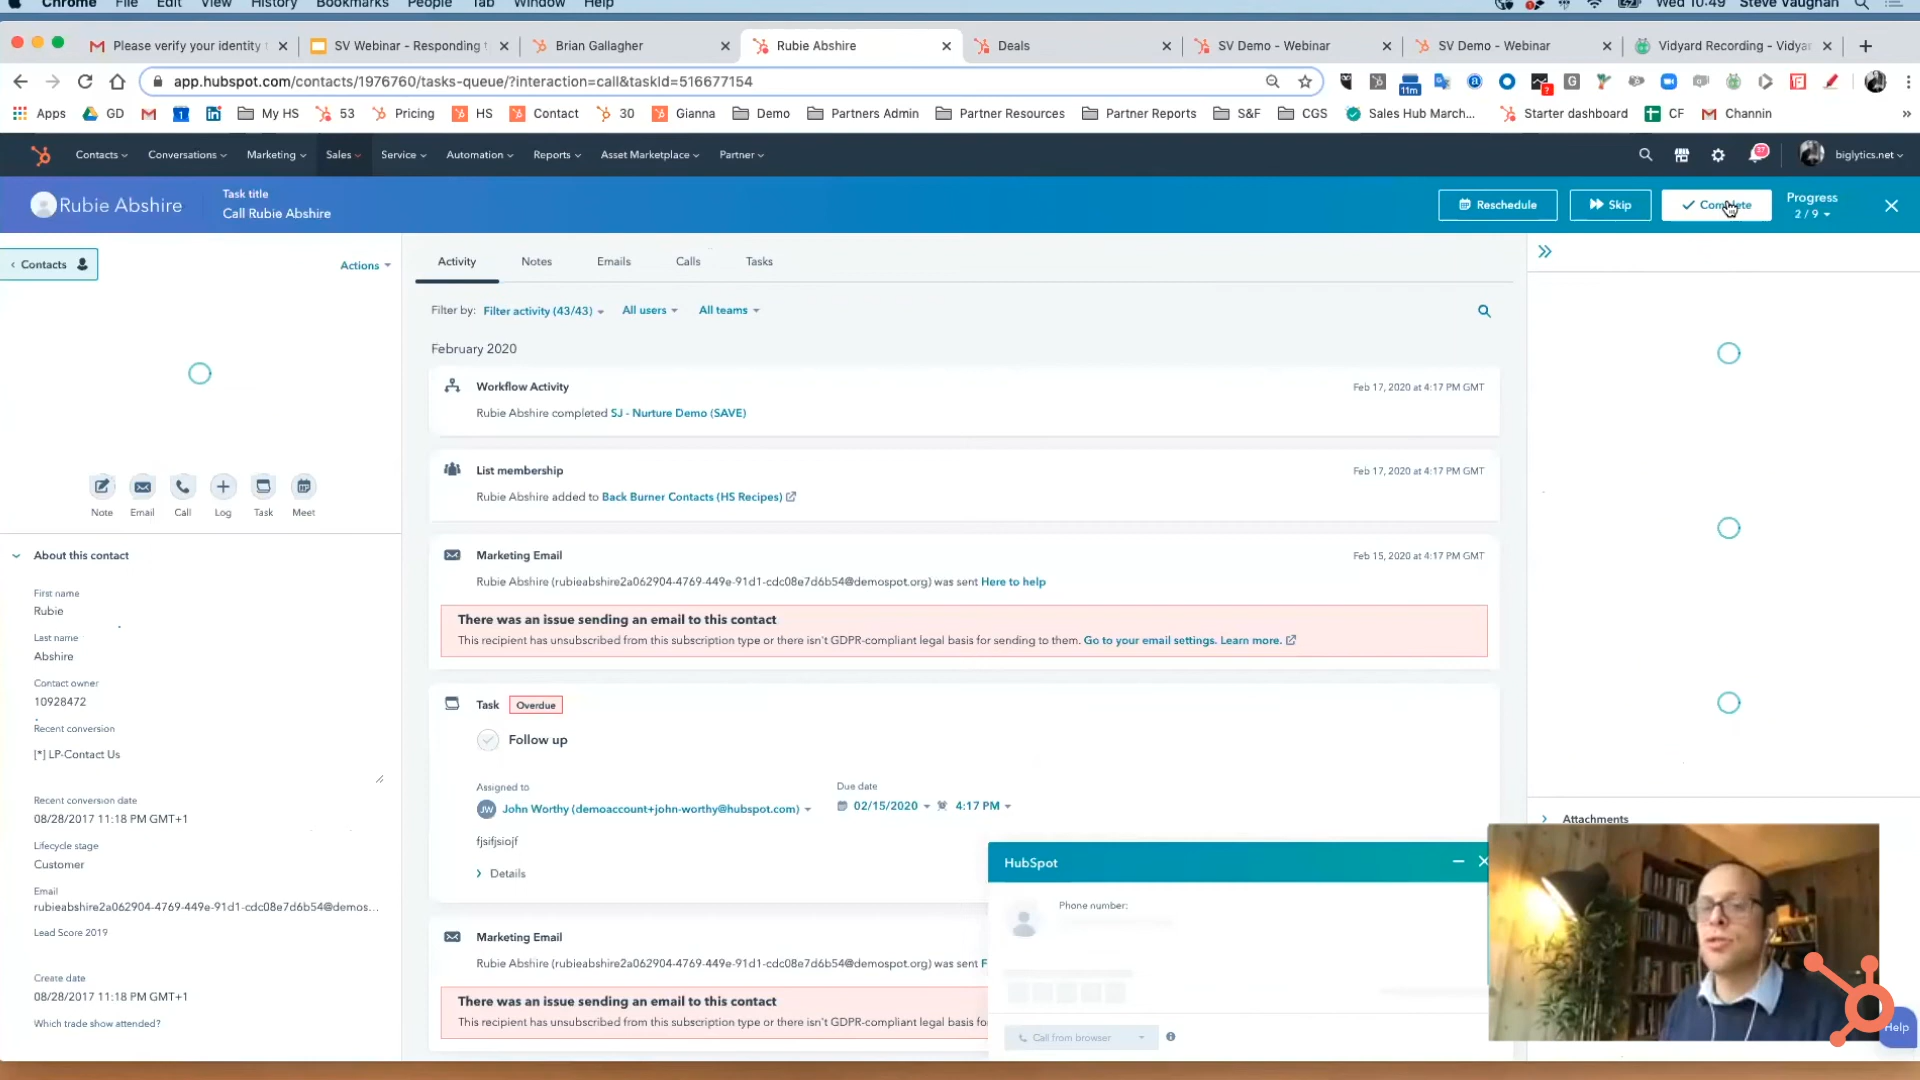 Chrome File Edit View History Bookmarks People Tab Window Help Wed 10:49 Steve Vaughan
Please verify your identity SV Webinar - Responding Brian Gallagher Rubie Abshire Deals SV Demo - Webinar SV Demo - Webinar Vidyard Recording - Vidyar
app.hubspot.com/contacts/1976760/tasks-queue/?interaction=call&taskId=516677154 11m
Apps GD My HS 53 Pricing HS Contact 30 Gianna Demo Partners Admin Partner Resources Partner Reports S&F CGS Sales Hub March... Starter dashboard CF Channin »
Contacts Conversations Marketing Sales Service Automation Reports Asset Marketplace Partner 37 biglytics.net
Rubie Abshire
Task title
Call Rubie Abshire
Reschedule Skip Complete
Progress
2 / 9
Contacts Actions
Note Email Call Log Task Meet
About this contact
First name
Rubie
Last name
Abshire
Contact owner
10928472
Recent conversion
[*] LP-Contact Us
Recent conversion date
08/28/2017 11:18 PM GMT+1
Lifecycle stage
Customer
Email
rubieabshire2a062904-4769-449e-91d1-cdc08e7d6b54@demos...
Lead Score 2019
Create date
08/28/2017 11:18 PM GMT+1
Which trade show attended?
Activity Notes Emails Calls Tasks
Filter by: Filter activity (43/43) All users All teams
February 2020
Workflow Activity Feb 17, 2020 at 4:17 PM GMT
Rubie Abshire completed SJ - Nurture Demo (SAVE)
List membership Feb 17, 2020 at 4:17 PM GMT
Rubie Abshire added to Back Burner Contacts (HS Recipes)
Marketing Email Feb 15, 2020 at 4:17 PM GMT
Rubie Abshire (rubieabshire2a062904-4769-449e-91d1-cdc08e7d6b54@demospot.org) was sent Here to help
There was an issue sending an email to this contact
This recipient has unsubscribed from this subscription type or there isn't GDPR-compliant legal basis for sending to them. Go to your email settings. Learn more.
Task Overdue
Follow up
Assigned to Due date
JW John Worthy (demoaccount+john-worthy@hubspot.com) 02/15/2020 4:17 PM
fjsifjsiojf
Details
Marketing Email
Rubie Abshire (rubieabshire2a062904-4769-449e-91d1-cdc08e7d6b54@demospot.org) was sent F
There was an issue sending an email to this contact
This recipient has unsubscribed from this subscription type or there isn't GDPR-compliant legal basis fo
HubSpot
Phone number:
Call from browser
Attachments
Help